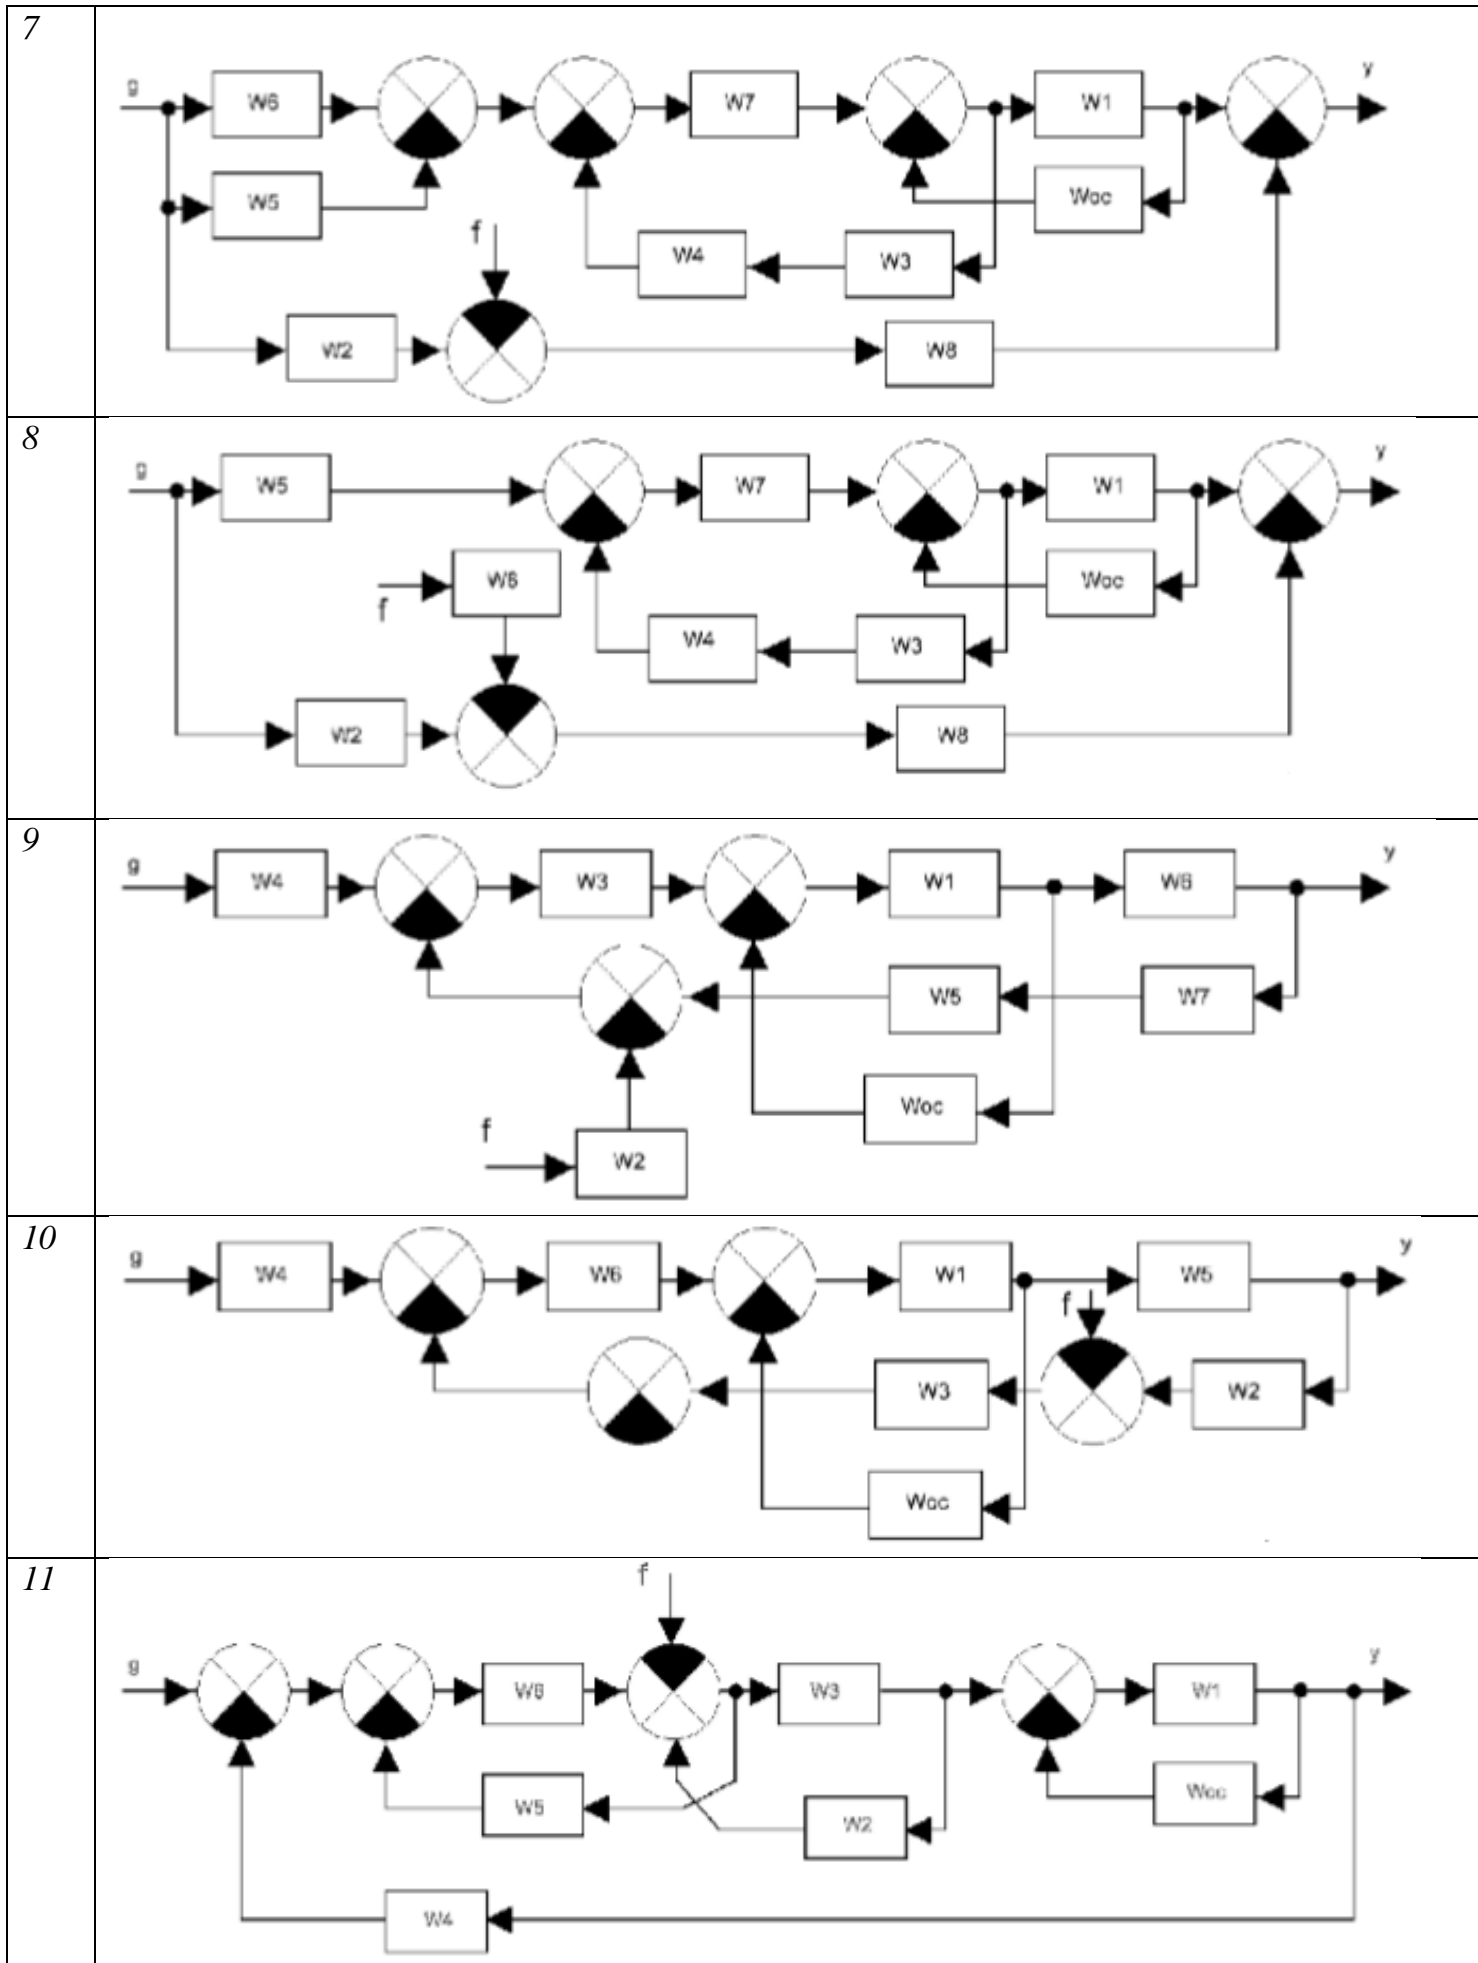 7
g W6 W7 W1 y
W5 Woc
f W4 W3
W2 W8
8
g W5 W7 W1 y
f W6 Woc
W4 W3
W2 W8
9
g W4 W3 W1 W6 y
W5 W7
Woc
f W2
10
g W4 W6 W1 W5 y
f
W3 W2
Woc
11
f
g W6 W3 W1 y
W5 W2 Woc
W4